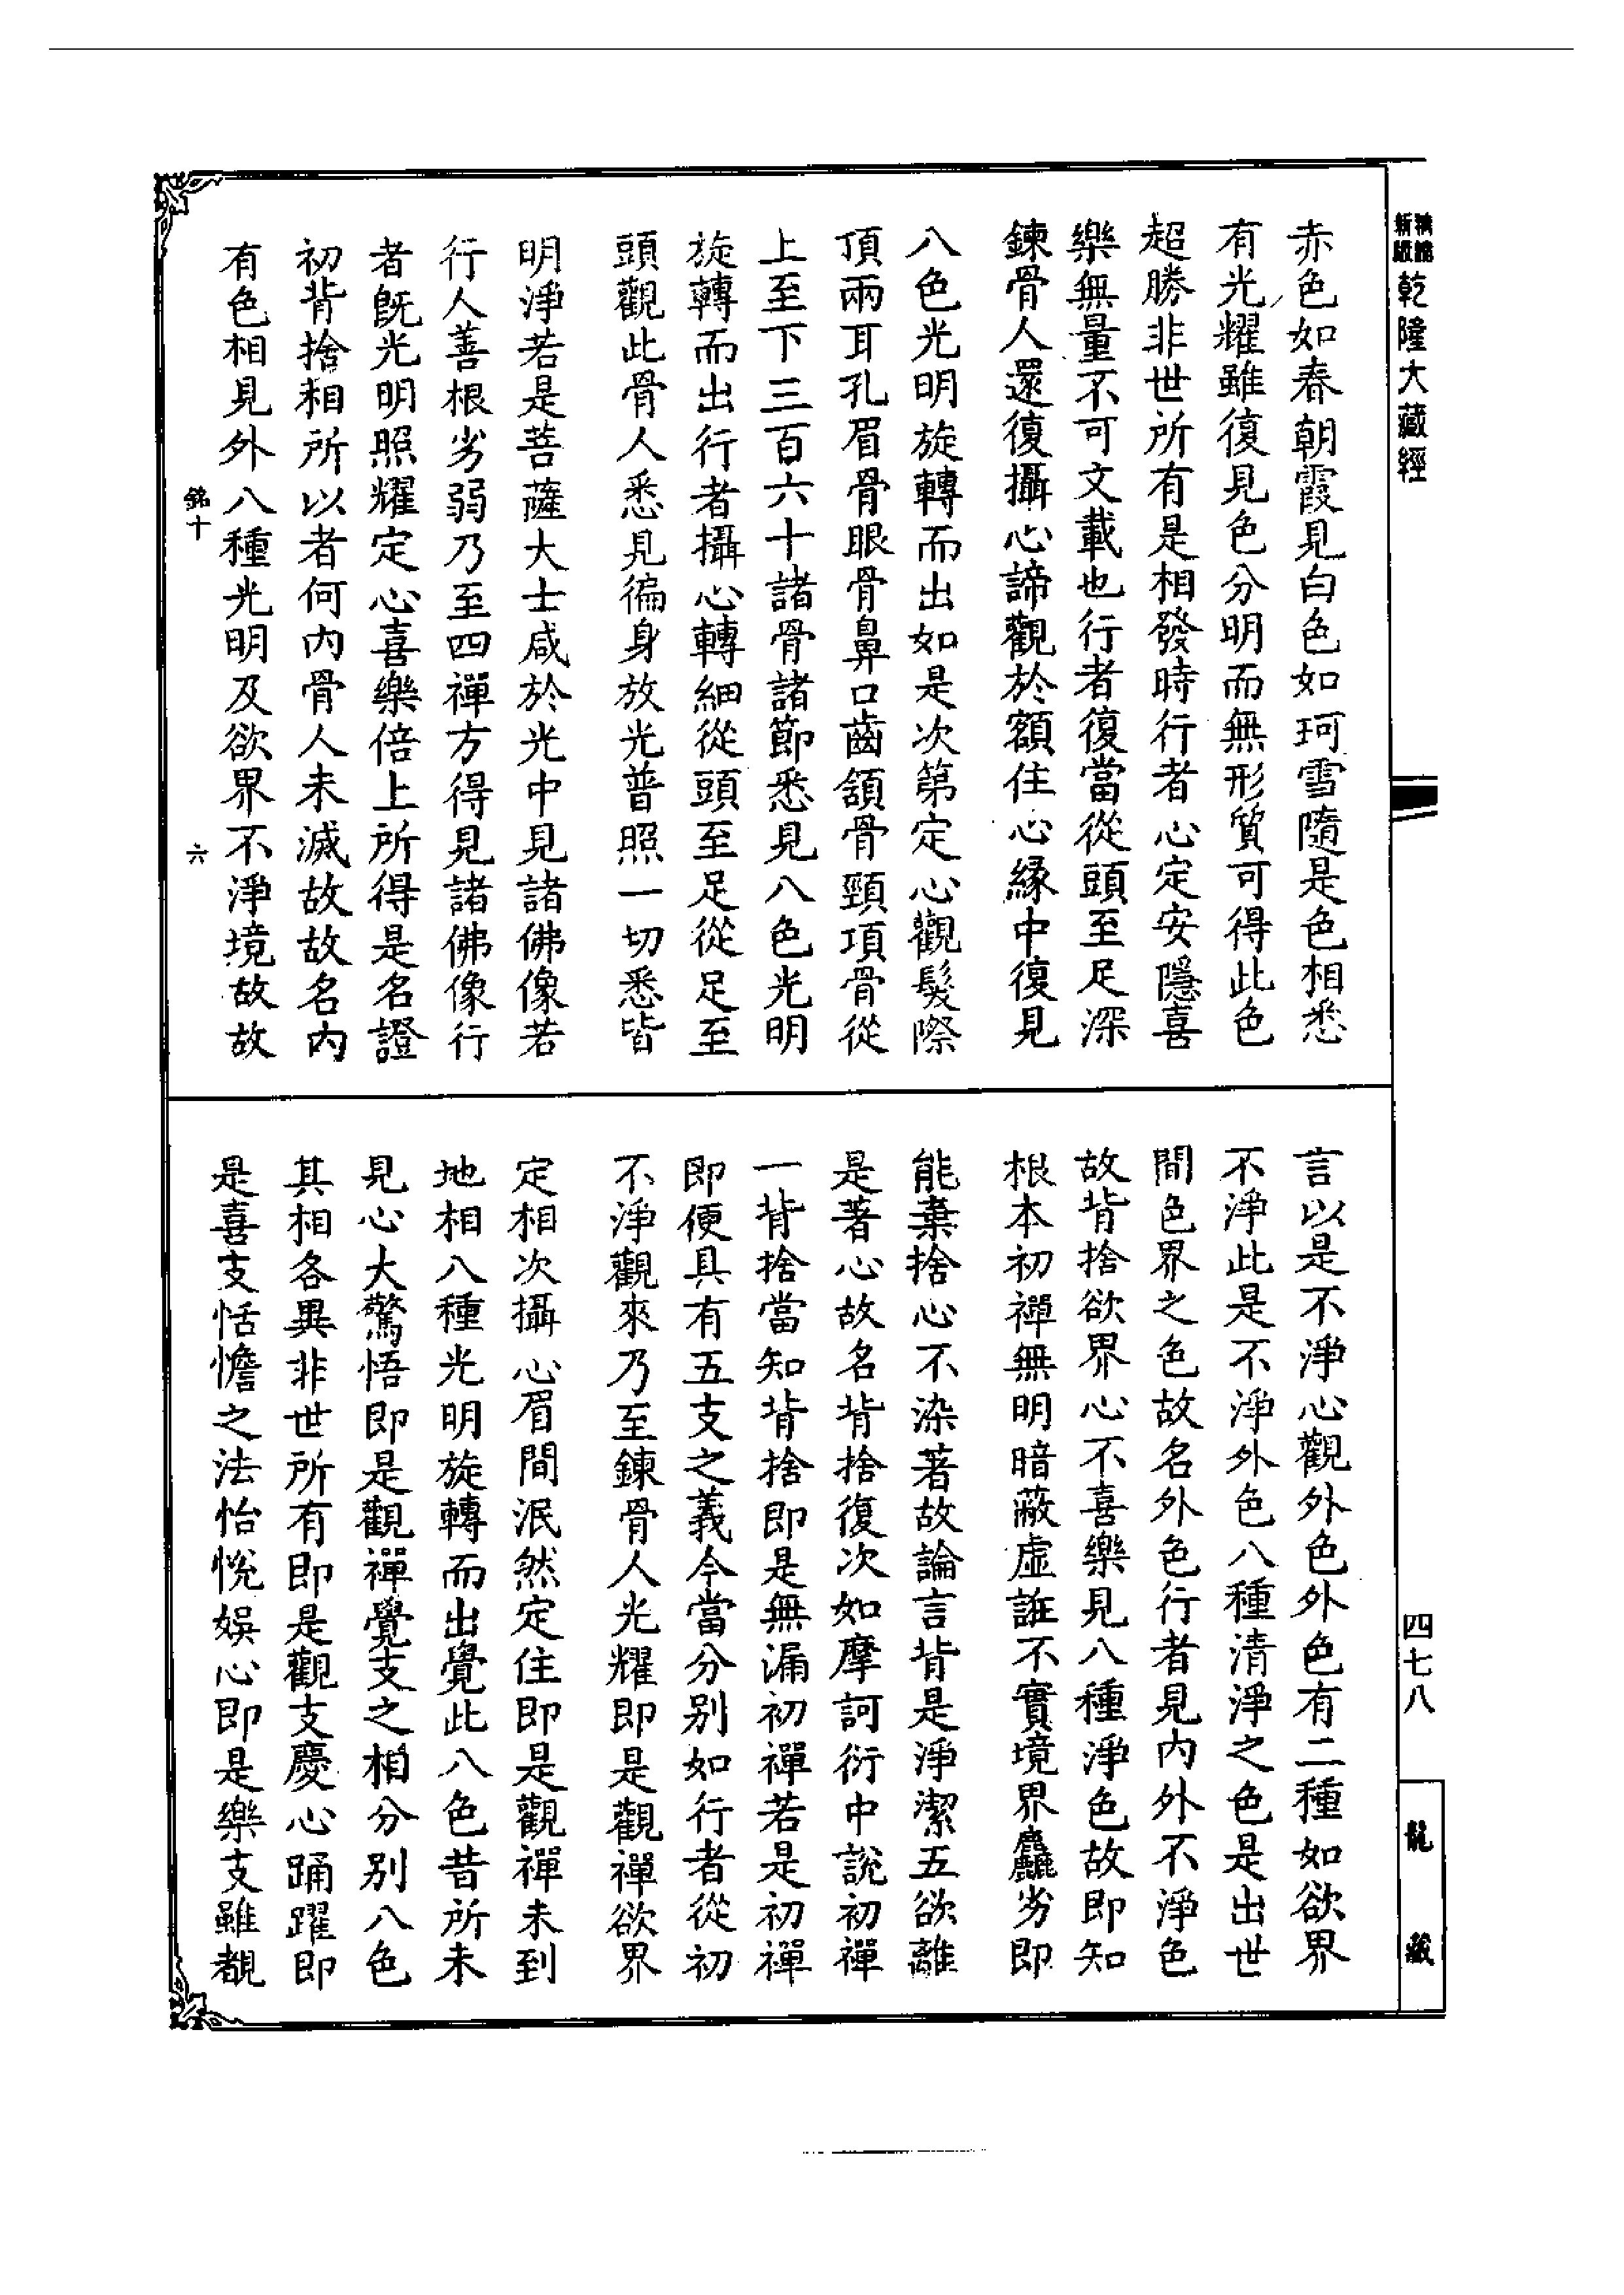 乾隆大藏經
赤色如春朝霞見白色如珂雪隨是色相悉
有光耀雖復見色分明而無形質可得此色
超勝非世所有是相發時行者心定安隱喜
樂無量不可文載也行者復當從頭至足深
鍊骨人還復攝心諦觀於額住心緣中復見
八色光明旋轉而出如是次第定心觀髮際
頂兩耳孔眉骨眼骨鼻口齒頷骨頸項骨從
上至下三百六十諸骨諸節悉見八色光明
旋轉而出行者攝心轉細從頭至足從足至
頭觀此骨人悉見徧身放光普照一切悉皆
明淨若是菩薩大士咸於光中見諸佛像若
行人善根劣弱乃至四禪方得見諸佛像行
者旣光明照耀定心喜樂倍上所得是名證
初背捨相所以者何內骨人未滅故故名內
有色相見外八種光明及欲界不淨境故故
銘十
六
四七八
言以是不淨心觀外色外色有二種如欲界
不淨此是不淨外色八種清淨之色是出世
間色界之色故名外色行者見內外不淨色
故背捨欲界心不喜樂見八種淨色故即知
根本初禪無明暗蔽虛誑不實境界麤劣即
能棄捨心不染著故論言背是淨潔五欲離
是著心故名背捨復次如摩訶衍中說初禪
一背捨當知背捨即是無漏初禪若是初禪
即便具有五支之義今當分別如行者從初
不淨觀來乃至鍊骨人光耀即是觀禪欲界
定相次攝心眉間泯然定住即是觀禪未到
地相八種光明旋轉而出覺此八色昔所未
見心大驚悟即是觀禪覺支之相分別八色
其相各異非世所有即是觀支慶心踊躍即
是喜支恬憺之法怡悅娛心即是樂支雖覩
龍藏